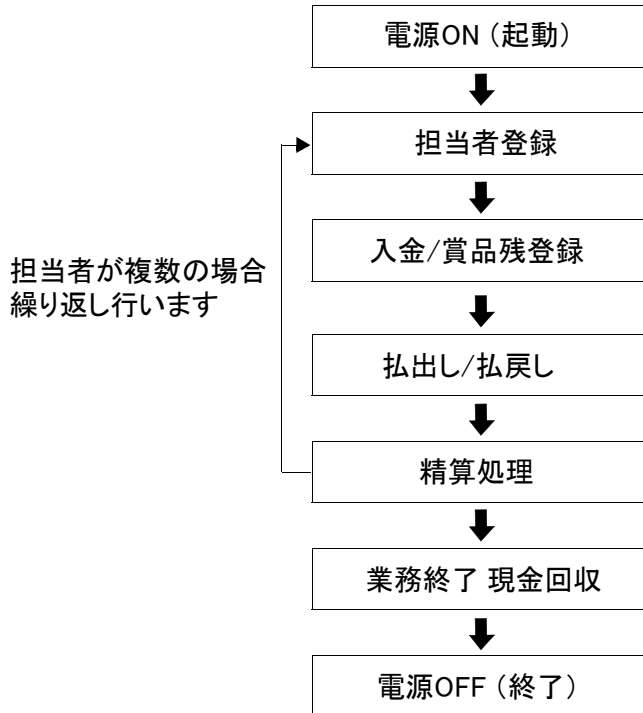 電源ON（起動）
担当者登録
入金/賞品残登録
担当者が複数の場合
繰り返し行います
払出し/払戻し
精算処理
業務終了 現金回収
電源OFF（終了）